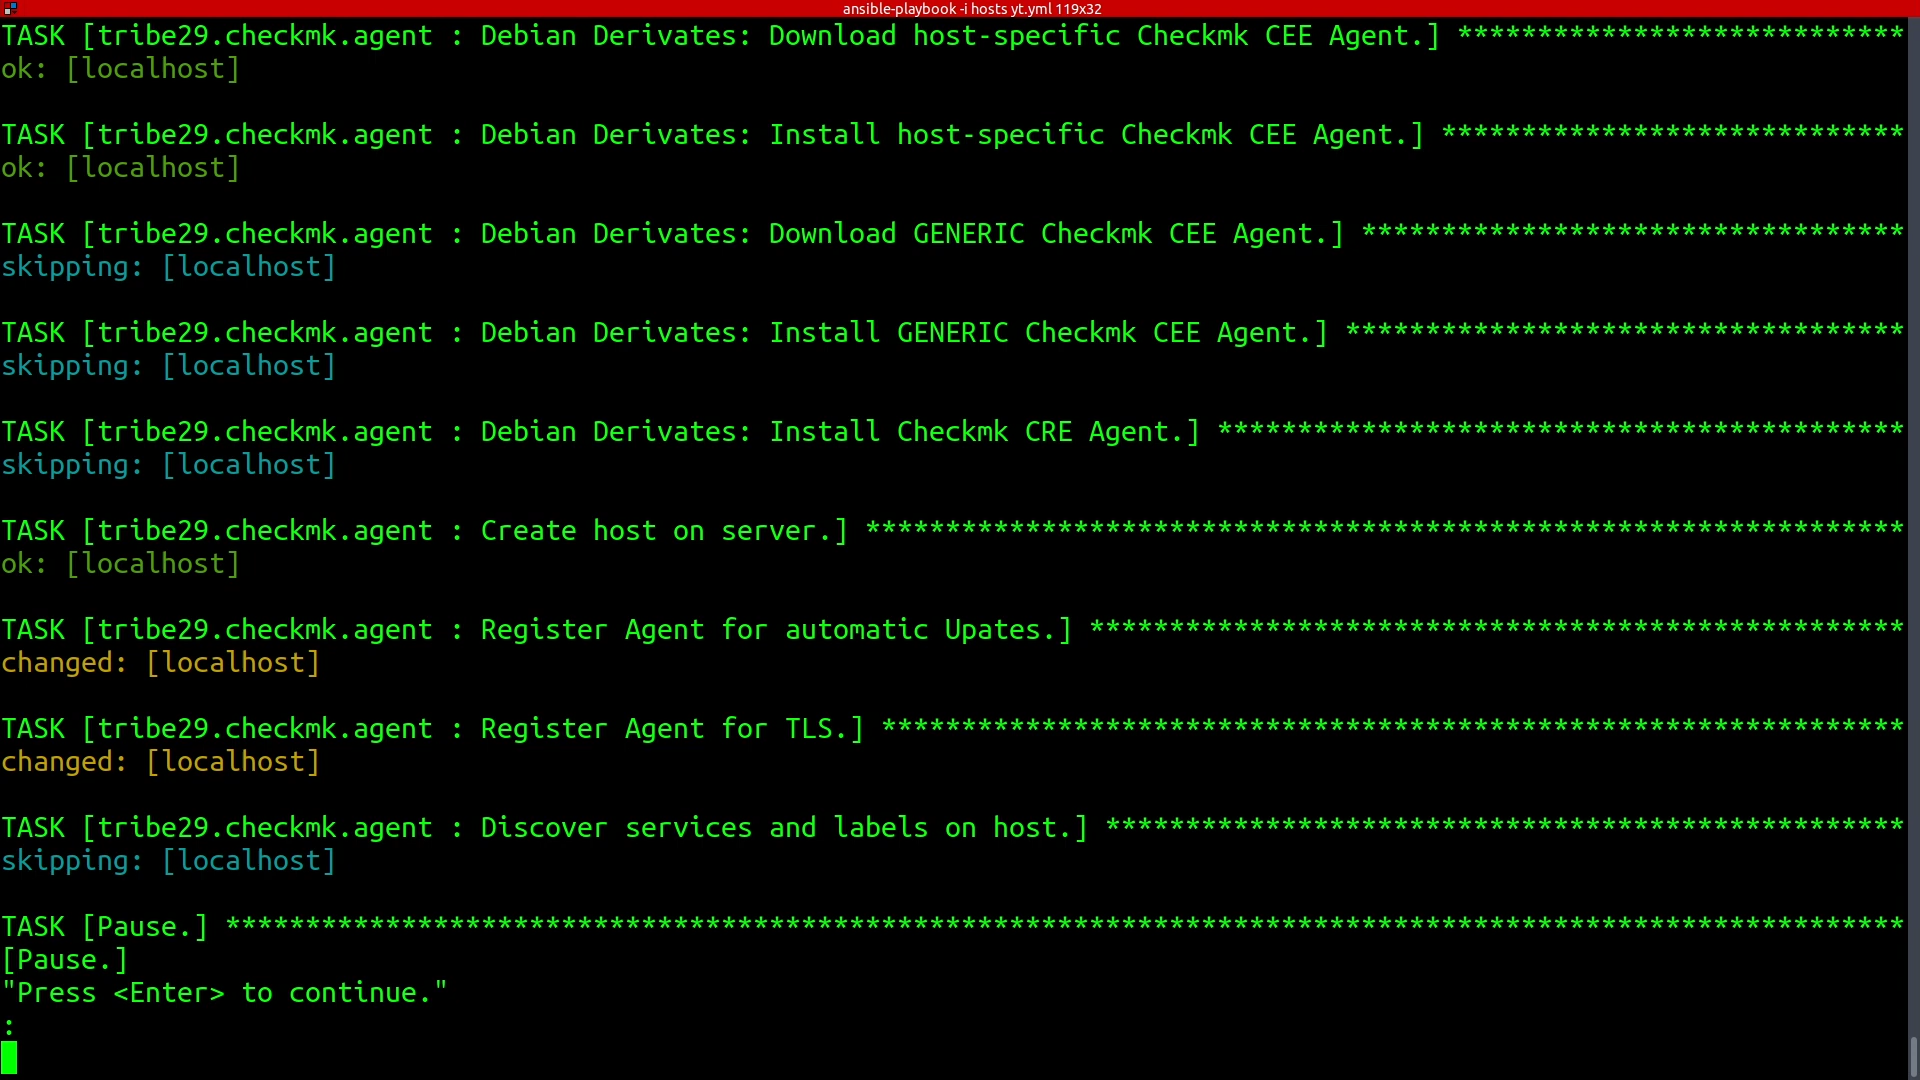 ansible-playbook -i hosts yt.yml 119x32
TASK [tribe29.checkmk.agent : Debian Derivates: Download host-specific Checkmk CEE Agent.] ****************************
ok: [localhost]
TASK [tribe29.checkmk.agent : Debian Derivates: Install host-specific Checkmk CEE Agent.] *****************************
ok: [localhost]
TASK [tribe29.checkmk.agent : Debian Derivates: Download GENERIC Checkmk CEE Agent.] **********************************
skipping: [localhost]
TASK [tribe29.checkmk.agent : Debian Derivates: Install GENERIC Checkmk CEE Agent.] ***********************************
skipping: [localhost]
TASK [tribe29.checkmk.agent : Debian Derivates: Install Checkmk CRE Agent.] *******************************************
skipping: [localhost]
TASK [tribe29.checkmk.agent : Create host on server.] *****************************************************************
ok: [localhost]
TASK [tribe29.checkmk.agent : Register Agent for automatic Upates.] ***************************************************
changed: [localhost]
TASK [tribe29.checkmk.agent : Register Agent for TLS.] ****************************************************************
changed: [localhost]
TASK [tribe29.checkmk.agent : Discover services and labels on host.] **************************************************
skipping: [localhost]
TASK [Pause.] *********************************************************************************************************
[Pause.]
"Press <Enter> to continue."
: